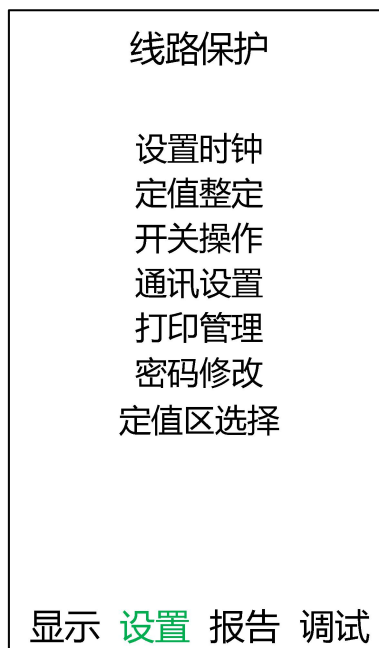 线路保护
设置时钟
定值整定
开关操作
通讯设置
打印管理
密码修改
定值区选择
显示 设置 报告 调试